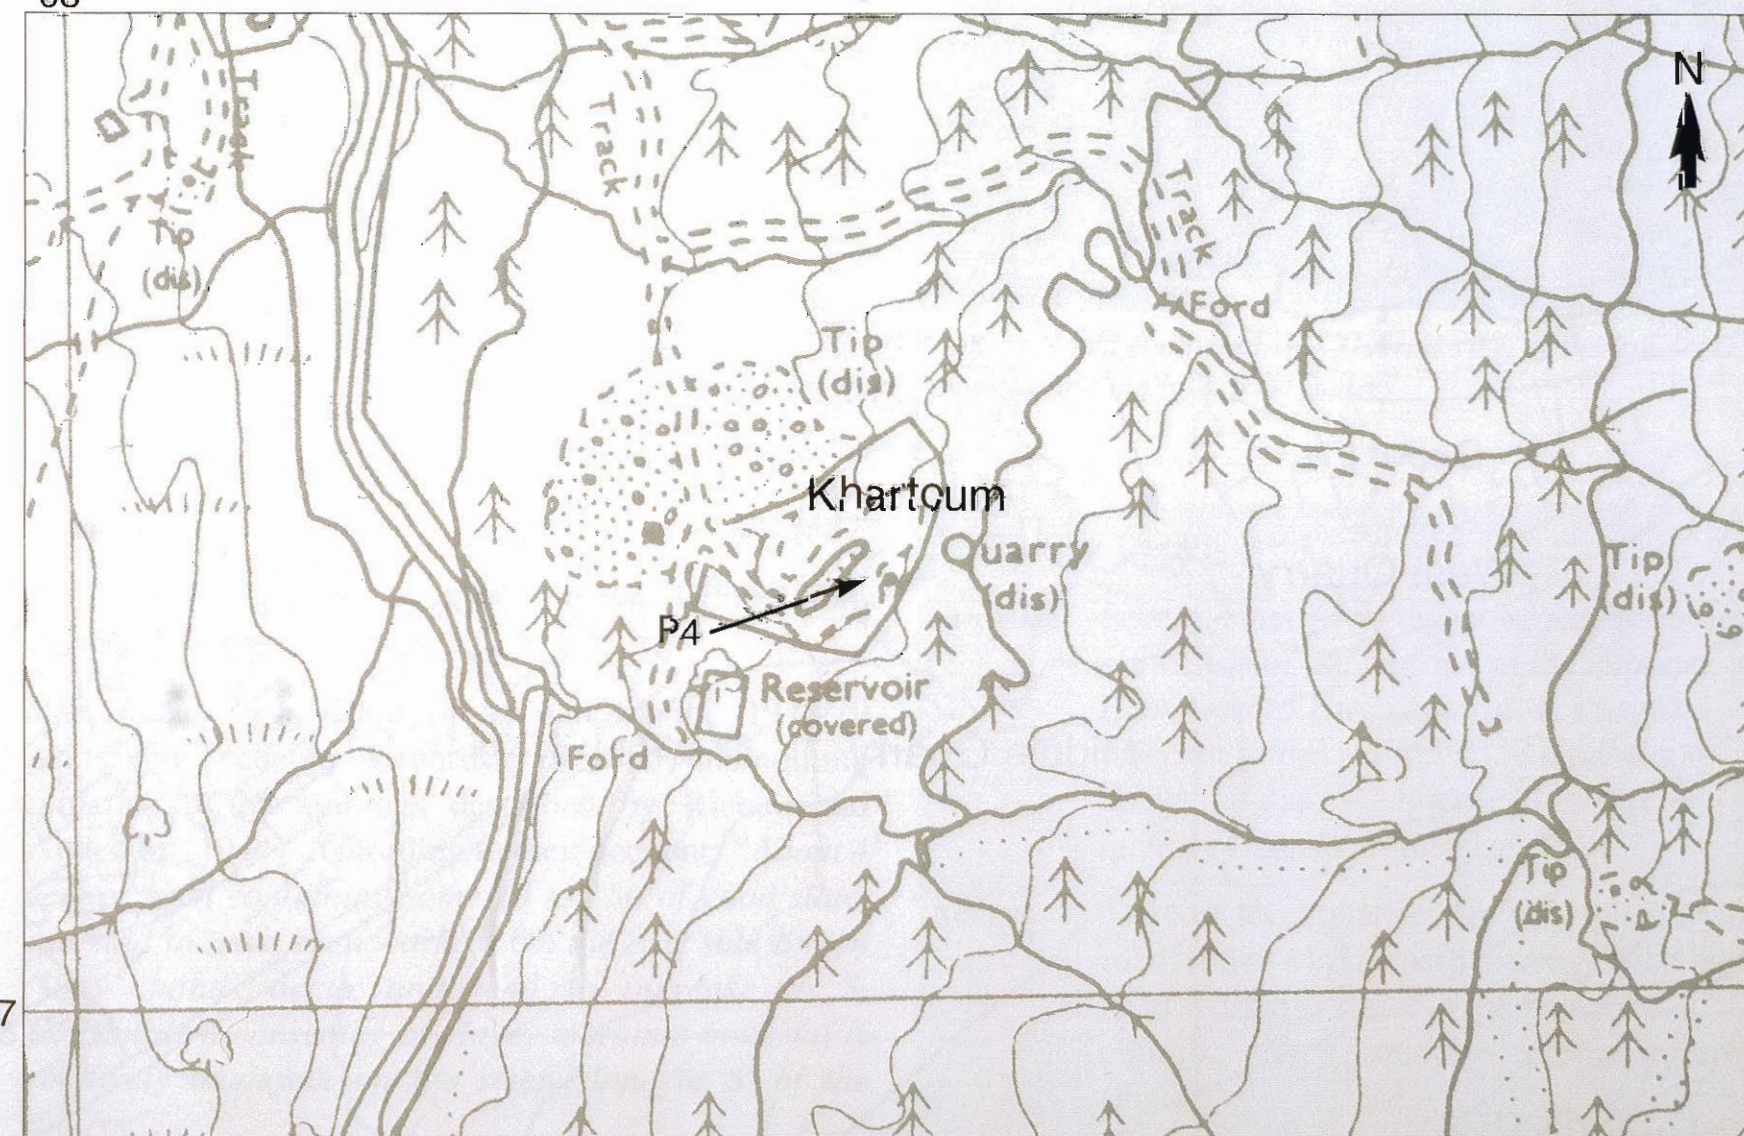 N
Track
Track
Track
Tip
(dis)
Ford
Tip
(dis)
Khartoum
Quarry
(dis)
Tip
(dis)
P4
Reservoir
(covered)
Ford
Tip
(dis)
7